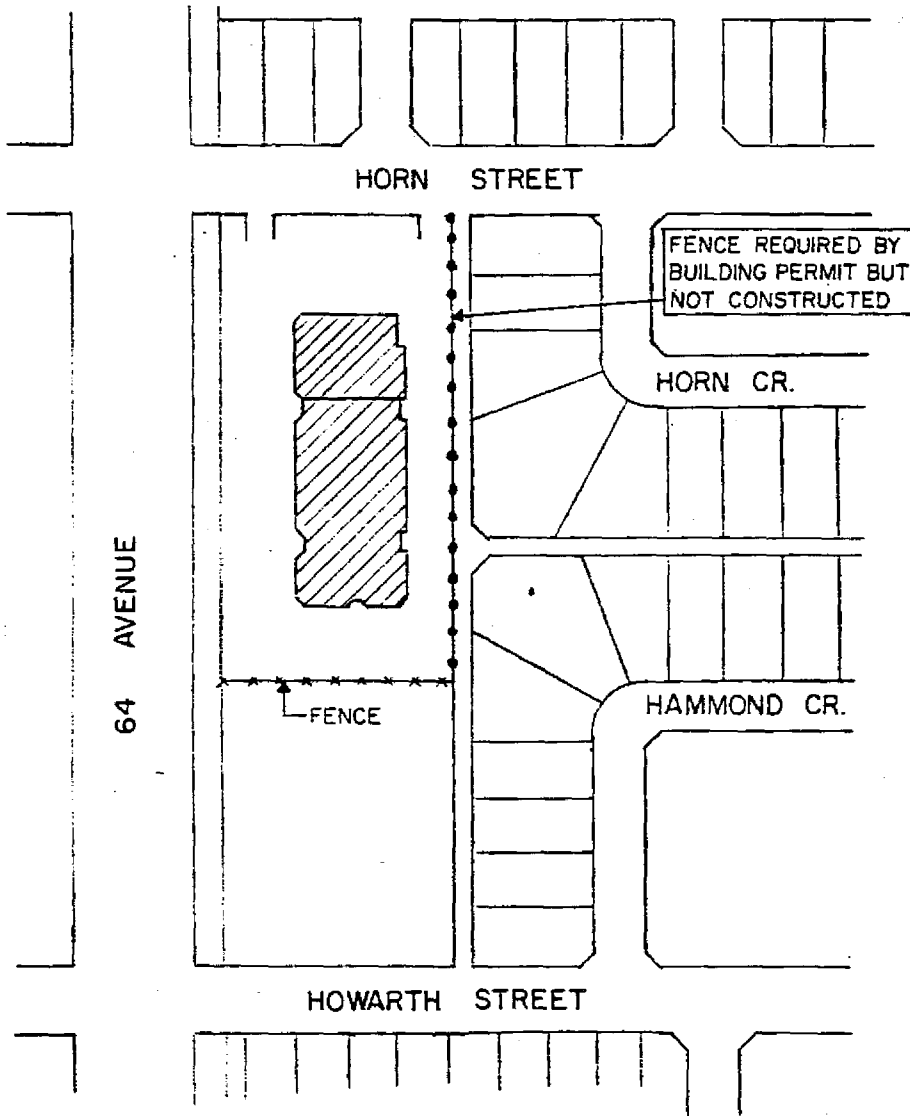 HORN STREET
FENCE REQUIRED BY
BUILDING PERMIT BUT
NOT CONSTRUCTED
HORN CR.
64 AVENUE
FENCE
HAMMOND CR.
HOWARTH STREET